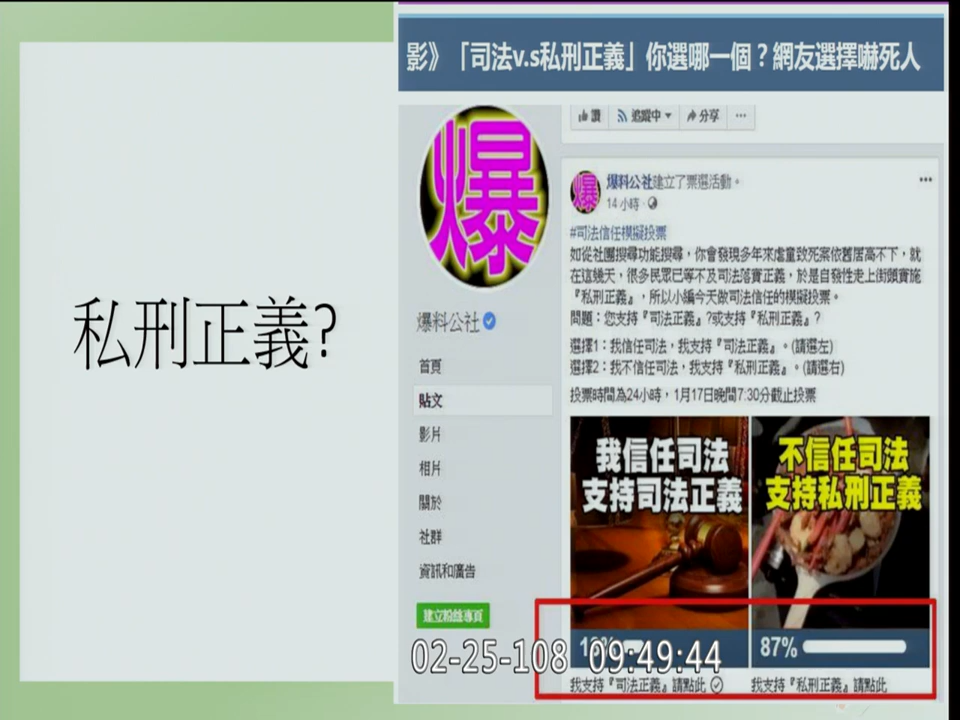 私刑正義?
影》「司法v.s私刑正義」你選哪一個？網友選擇嚇死人
爆
爆料公社
首頁
貼文
影片
相片
關於
社群
資訊和廣告
建立粉絲專頁
讚 追蹤中 分享 ...
爆料公社建立了票選活動。
14 小時
#司法信任模擬投票
如從社團搜尋功能搜尋，你會發現多年來虐童致死案依舊居高不下，就
在這幾天，很多民眾已等不及司法落實正義，於是自發性走上街頭實施
『私刑正義』，所以小編今天做司法信任的模擬投票。
問題：您支持『司法正義』?或支持『私刑正義』?
選擇1：我信任司法，我支持『司法正義』。(請選左)
選擇2：我不信任司法，我支持『私刑正義』。(請選右)
投票時間為24小時，1月17日晚間7:30分截止投票
我信任司法
支持司法正義
不信任司法
支持私刑正義
87%
我支持『司法正義』請點此
我支持『私刑正義』請點此
02-25-108 09:49:44